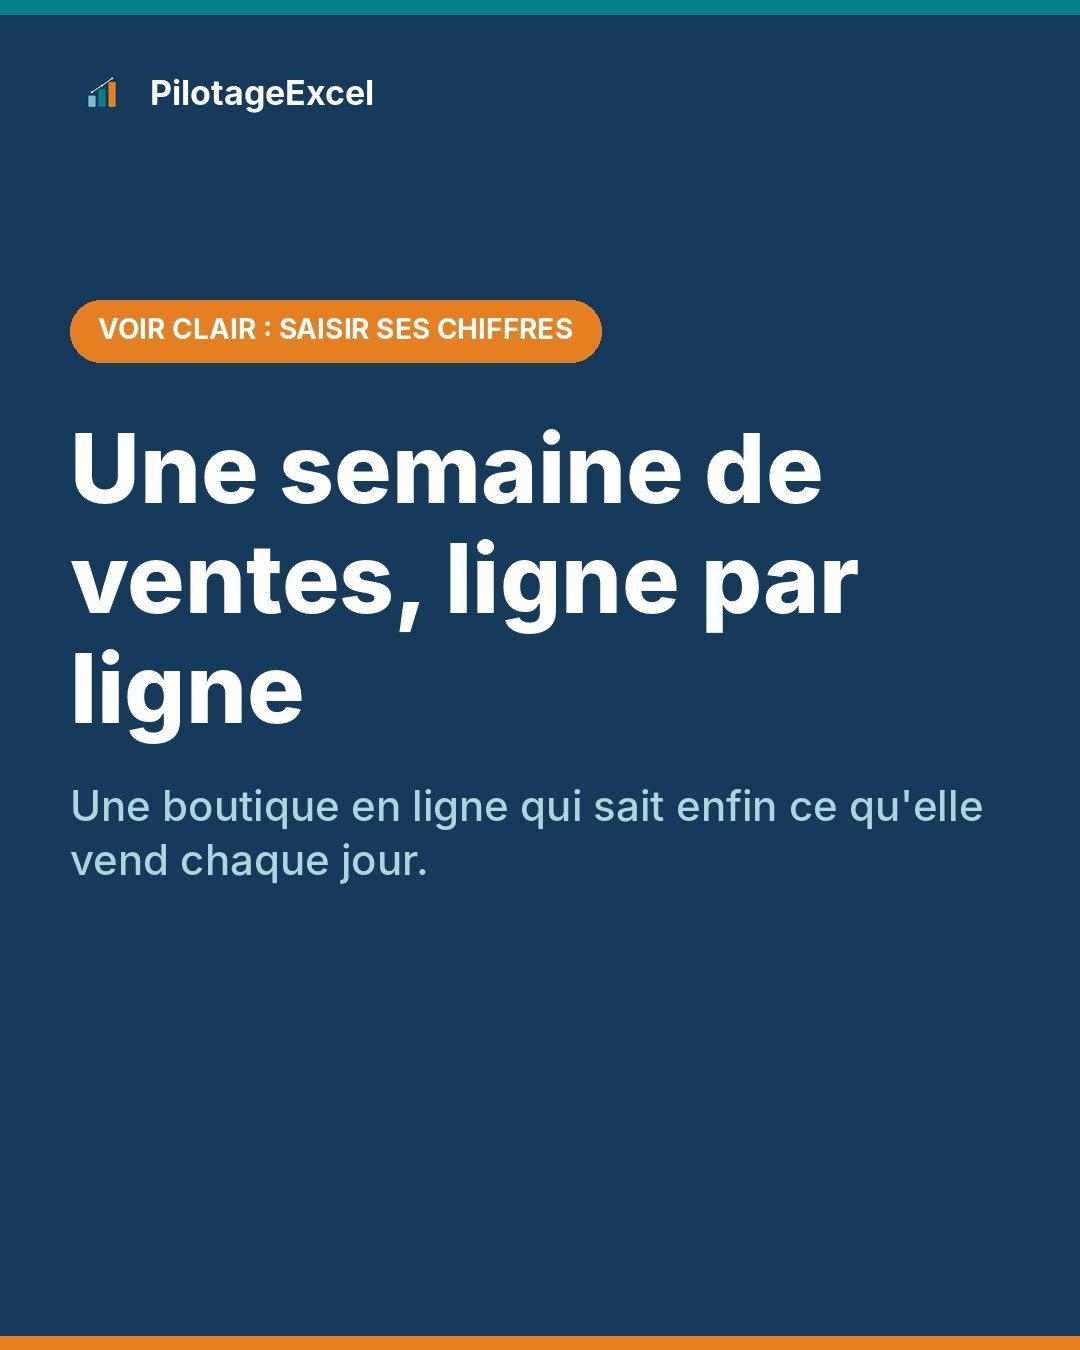 PilotageExcel
VOIR CLAIR : SAISIR SES CHIFFRES
Une semaine de
ventes, ligne par
ligne
Une boutique en ligne qui sait enfin ce qu'elle
vend chaque jour.